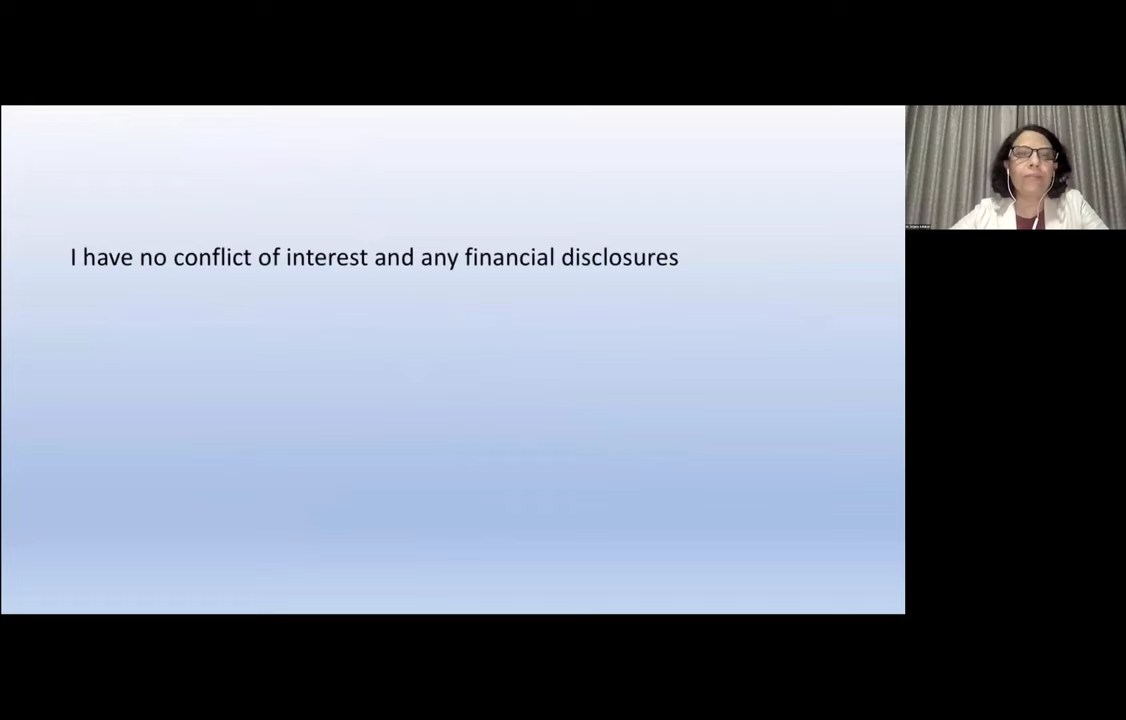 I have no conflict of interest and any financial disclosures